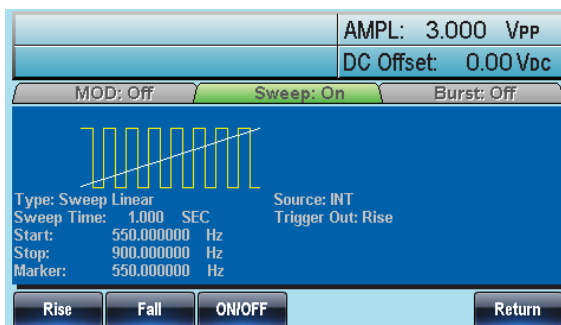 AMPL: 3.000 VPP
DC Offset: 0.00 VDC
MOD: Off Sweep: On Burst: Off
Type: Sweep Linear Source: INT
Sweep Time: 1.000 SEC Trigger Out: Rise
Start: 550.000000 Hz
Stop: 900.000000 Hz
Marker: 550.000000 Hz
Rise Fall ON/OFF Return